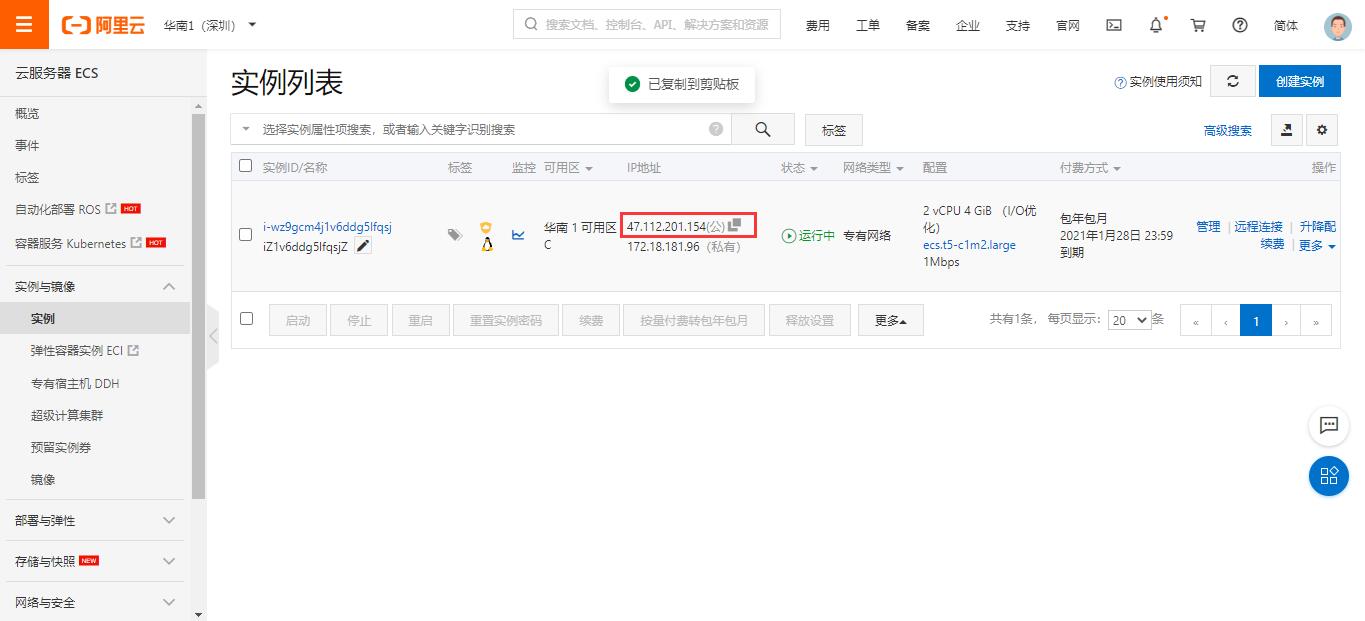 阿里云
华南1（深圳）
搜索文档、控制台、API、解决方案和资源
费用
工单
备案
企业
支持
官网
简体
云服务器 ECS
概览
事件
标签
自动化部署 ROS HOT
容器服务 Kubernetes HOT
实例与镜像
实例
弹性容器实例 ECI
专有宿主机 DDH
超级计算集群
预留实例券
镜像
部署与弹性
存储与快照 NEW
网络与安全
实例列表
已复制到剪贴板
实例使用须知
创建实例
选择实例属性项搜索，或者输入关键字识别搜索
标签
高级搜索
实例ID/名称
标签
监控
可用区
IP地址
状态
网络类型
配置
付费方式
操作
i-wz9gcm4j1v6ddg5lfqsj
iZ1v6ddg5lfqsjZ
华南 1 可用区
C
47.112.201.154(公)
172.18.181.96（私有）
运行中
专有网络
2 vCPU 4 GiB （I/O优
化）
ecs.t5-c1m2.large
1Mbps
包年包月
2021年1月28日 23:59
到期
管理 | 远程连接 | 升降配
续费 | 更多
启动
停止
重启
重置实例密码
续费
按量付费转包年包月
释放设置
更多
共有1条，
每页显示：
20
条
«
‹
1
›
»